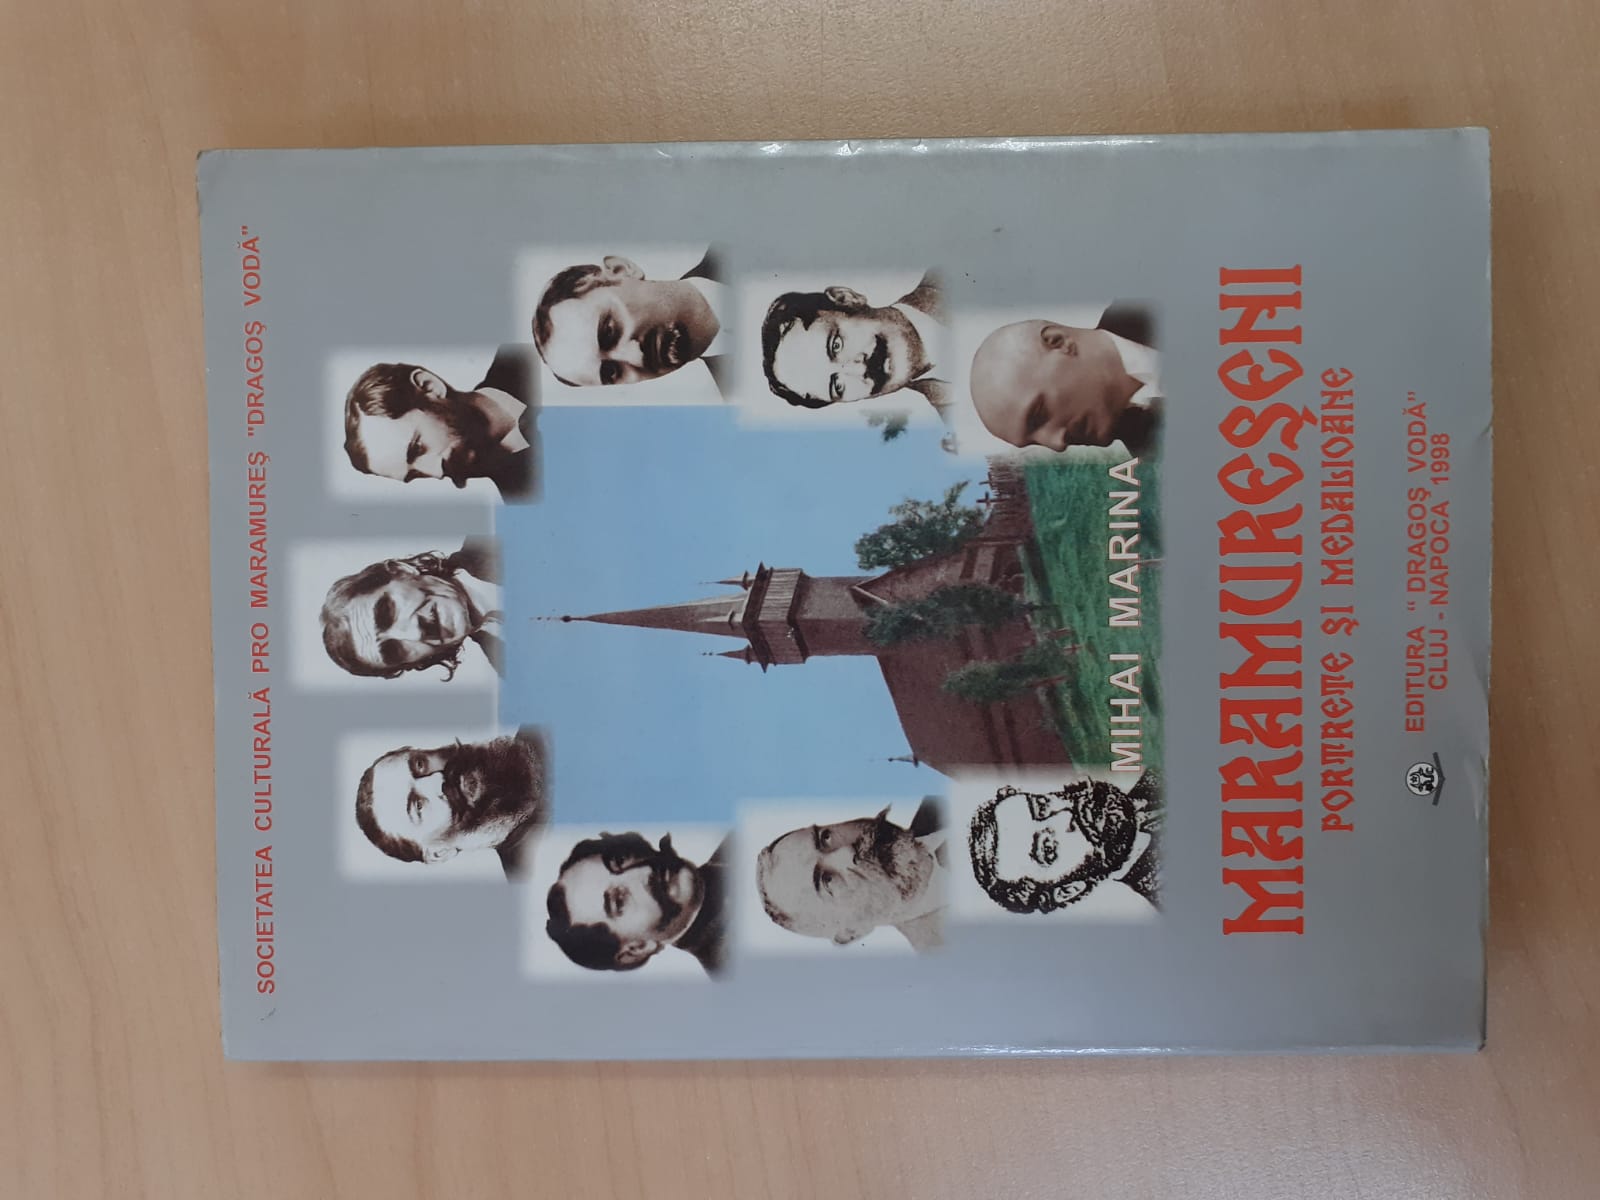 SOCIETATEA CULTURALĂ PRO MARAMUREŞ "DRAGOŞ VODĂ"
MIHAI MARINA
MARAMUREŞENI
PORTRETE ŞI MEDALIOANE
EDITURA “ DRAGOŞ VODĂ”
CLUJ - NAPOCA 1998